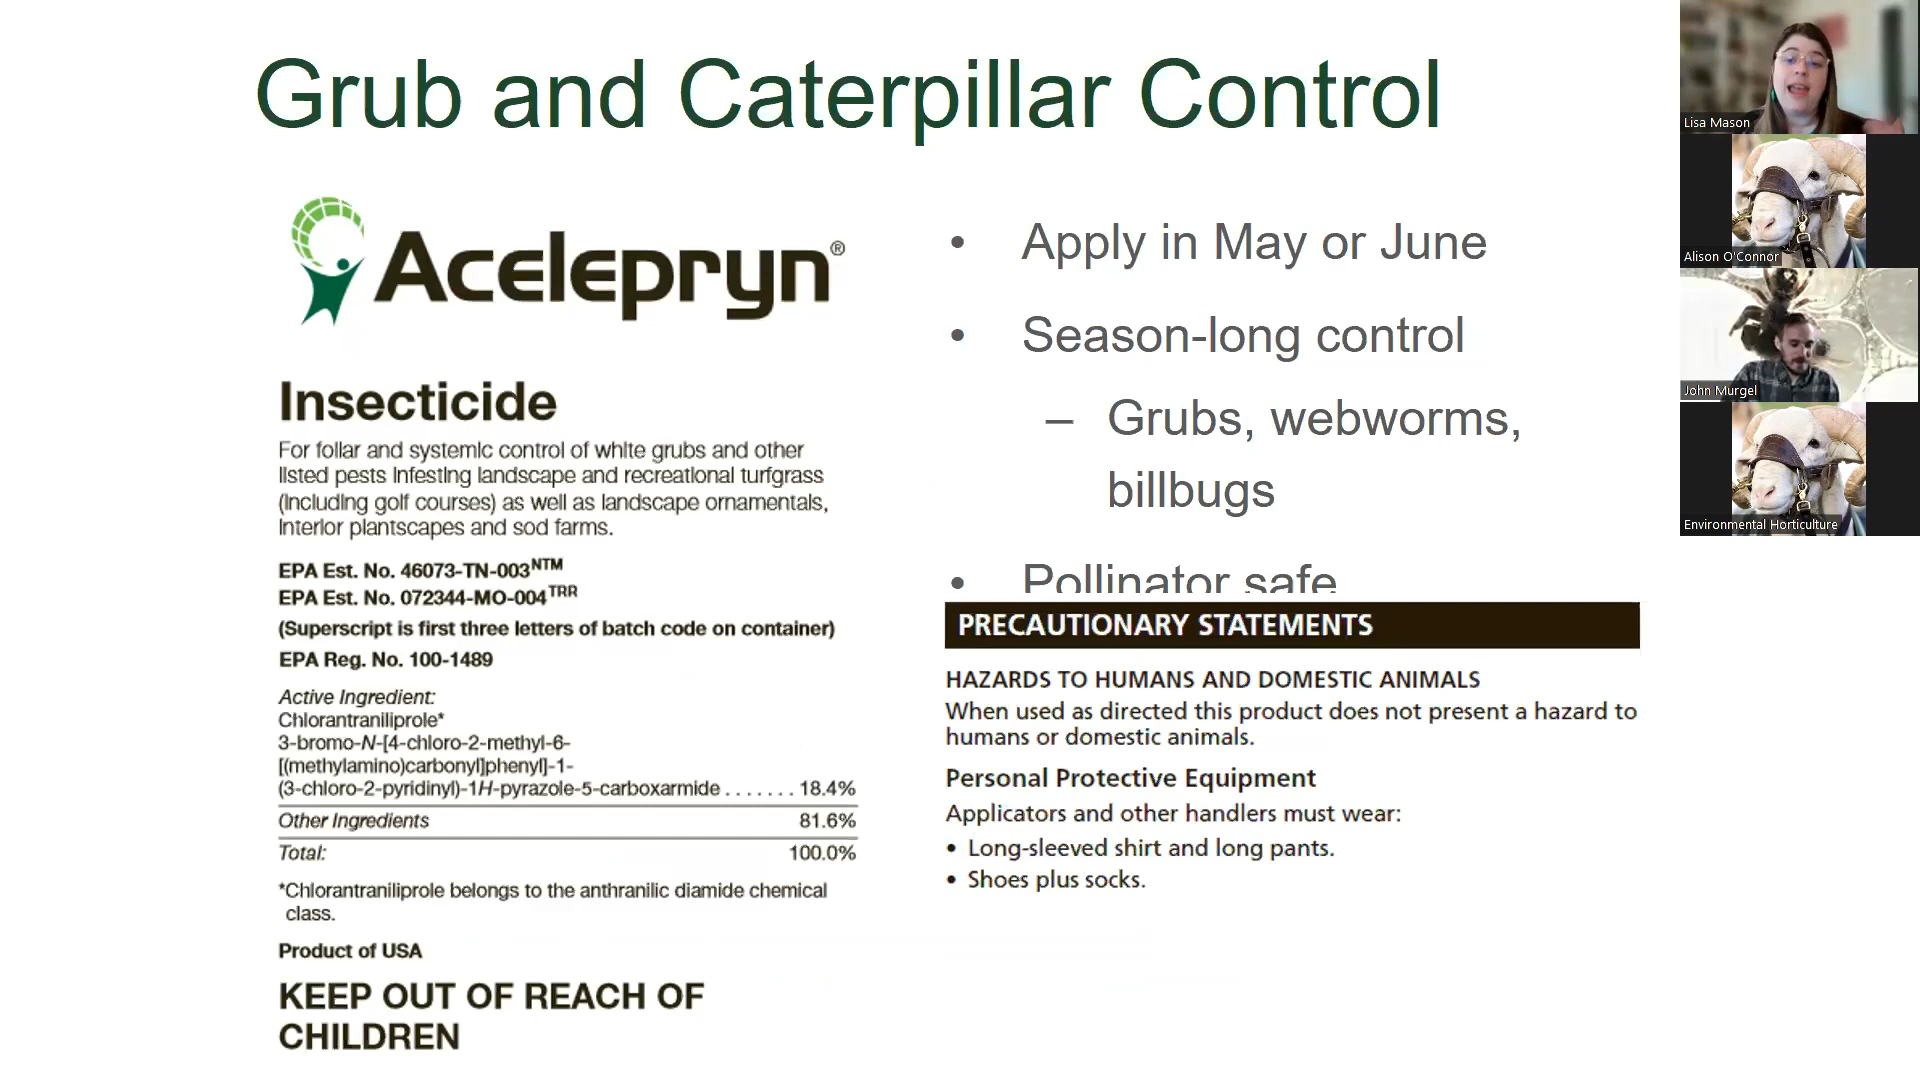 Grub and Caterpillar Control
Acelepryn®
Insecticide
For foliar and systemic control of white grubs and other
listed pests infesting landscape and recreational turfgrass
(including golf courses) as well as landscape ornamentals,
interior plantscapes and sod farms.
EPA Est. No. 46073-TN-003NTM
EPA Est. No. 072344-MO-004TRR
(Superscript is first three letters of batch code on container)
EPA Reg. No. 100-1489
Active Ingredient:
Chlorantraniliprole*
3-bromo-N-[4-chloro-2-methyl-6-
[(methylamino)carbonyl]phenyl]-1-
(3-chloro-2-pyridinyl)-1H-pyrazole-5-carboxarmide ....... 18.4%
Other Ingredients 81.6%
Total: 100.0%
*Chlorantraniliprole belongs to the anthranilic diamide chemical
class.
Product of USA
KEEP OUT OF REACH OF
CHILDREN
• Apply in May or June
• Season-long control
– Grubs, webworms,
billbugs
• Pollinator safe
PRECAUTIONARY STATEMENTS
HAZARDS TO HUMANS AND DOMESTIC ANIMALS
When used as directed this product does not present a hazard to
humans or domestic animals.
Personal Protective Equipment
Applicators and other handlers must wear:
• Long-sleeved shirt and long pants.
• Shoes plus socks.
Lisa Mason
Alison O'Connor
John Murgel
Environmental Horticulture